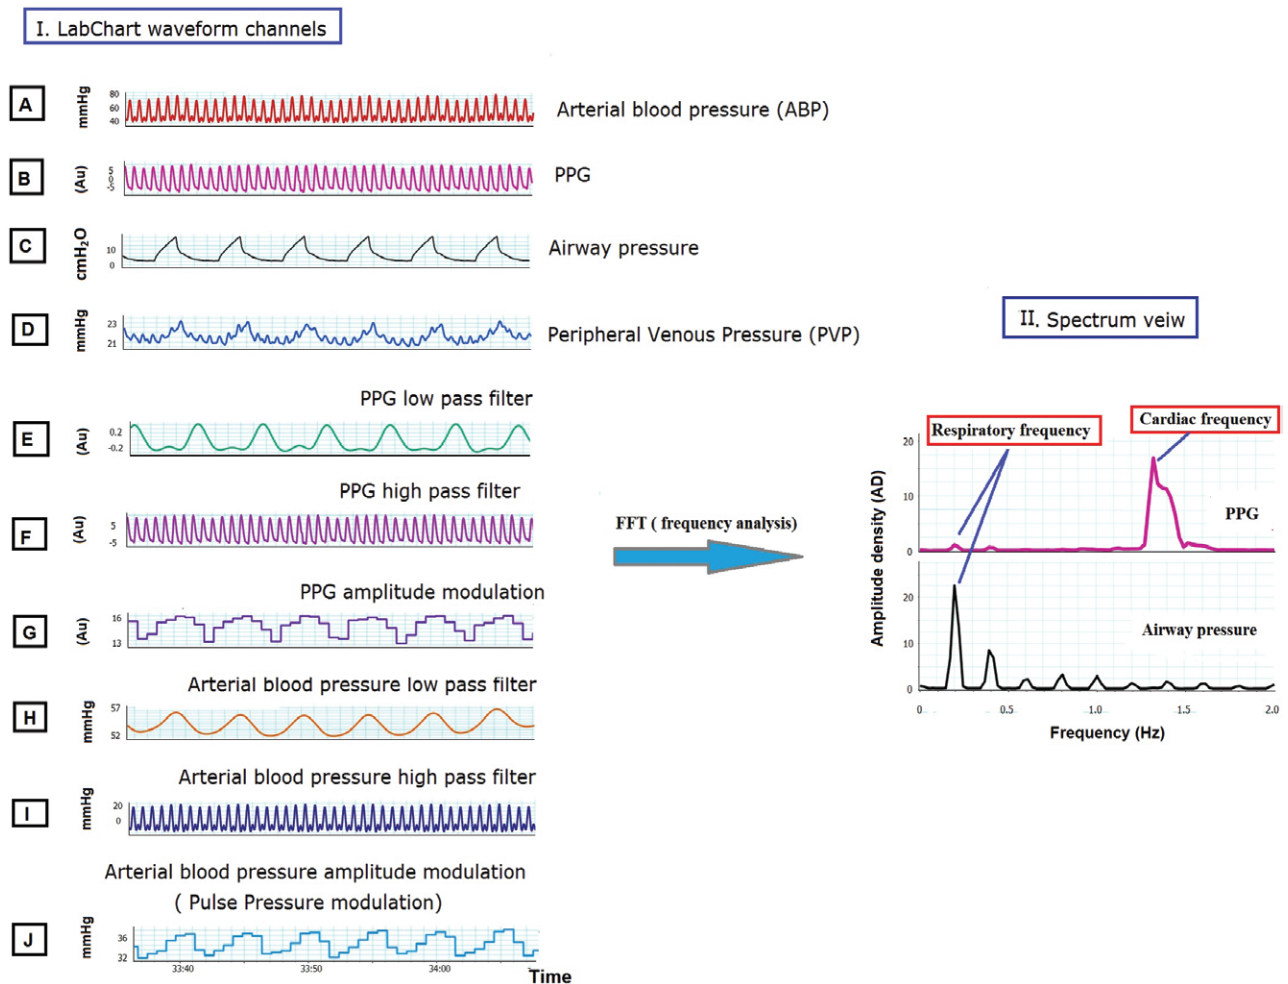 I. LabChart waveform channels
A
mmHg
80
60
40
Arterial blood pressure (ABP)
B
(Au)
5
0
-5
PPG
C
cmH2O
10
0
Airway pressure
D
mmHg
23
21
Peripheral Venous Pressure (PVP)
PPG low pass filter
E
(Au)
0.2
-0.2
PPG high pass filter
F
(Au)
5
-5
PPG amplitude modulation
G
(Au)
16
13
Arterial blood pressure low pass filter
H
mmHg
57
52
Arterial blood pressure high pass filter
I
mmHg
20
0
Arterial blood pressure amplitude modulation
( Pulse Pressure modulation)
J
mmHg
36
32
33:40 33:50 34:00
Time
FFT ( frequency analysis)
II. Spectrum veiw
Respiratory frequency
Cardiac frequency
Amplitude density (AD)
20
10
0
PPG
20
10
0
Airway pressure
0 0.5 1.0 1.5 2.0
Frequency (Hz)